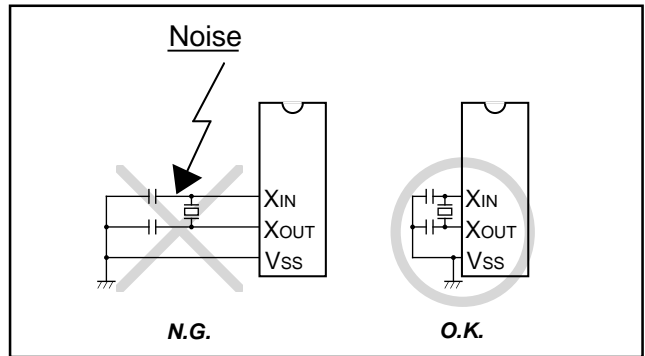 Noise
XIN
XOUT
VSS
N.G.
XIN
XOUT
VSS
O.K.